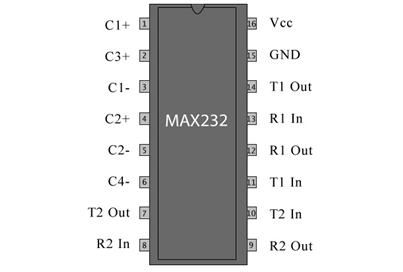 C1+ 1 16 Vcc
C3+ 2 15 GND
C1- 3 14 T1 Out
C2+ 4 MAX232 13 R1 In
C2- 5 12 R1 Out
C4- 6 11 T1 In
T2 Out 7 10 T2 In
R2 In 8 9 R2 Out